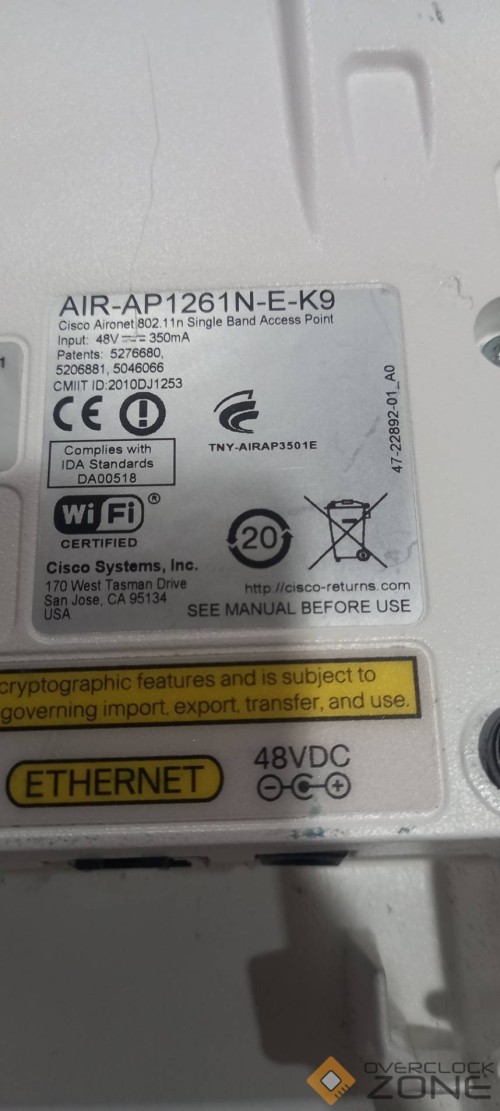 AIR-AP1261N-E-K9
Cisco Aironet 802.11n Single Band Access Point
Input: 48V 350mA
Patents: 5276680,
5206881, 5046066
CMIIT ID:2010DJ1253
CE
TNY-AIRAP3501E
47-22892-01_A0
Complies with
IDA Standards
DA00518
Wi Fi ®
CERTIFIED
20
Cisco Systems, Inc.
170 West Tasman Drive
San Jose, CA 95134
USA
http://cisco-returns.com
SEE MANUAL BEFORE USE
cryptographic features and is subject to
governing import, export, transfer, and use.
ETHERNET
48VDC
1
OVERCLOCK
ZONE